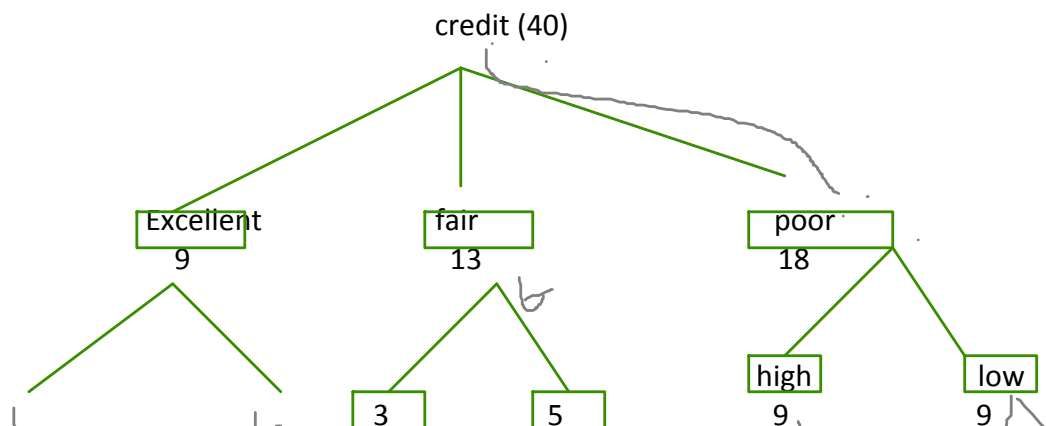 credit (40)
Excellent fair poor
9 13 18
high low
3 5 9 9